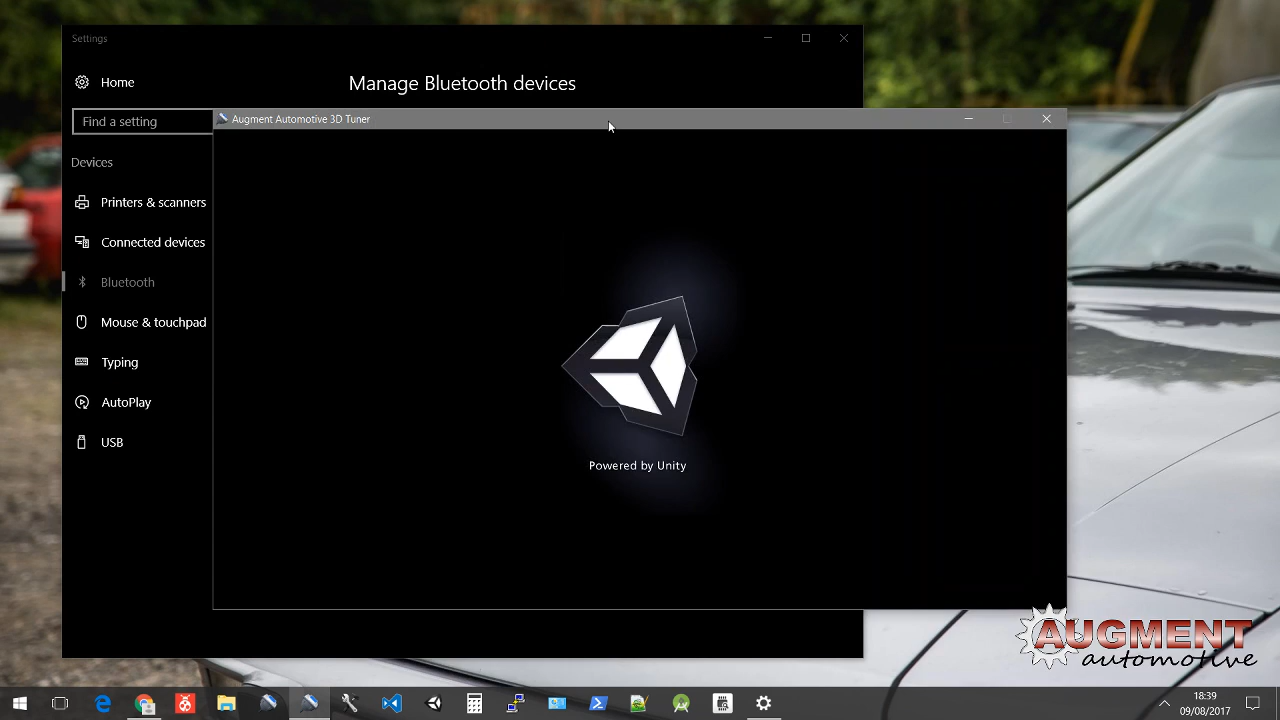 Settings
Home
Manage Bluetooth devices
Find a setting
Augment Automotive 3D Tuner
Devices
Printers & scanners
Connected devices
Bluetooth
Mouse & touchpad
Typing
AutoPlay
USB
Powered by Unity
AUGMENT
automotive
18:39
09/08/2017